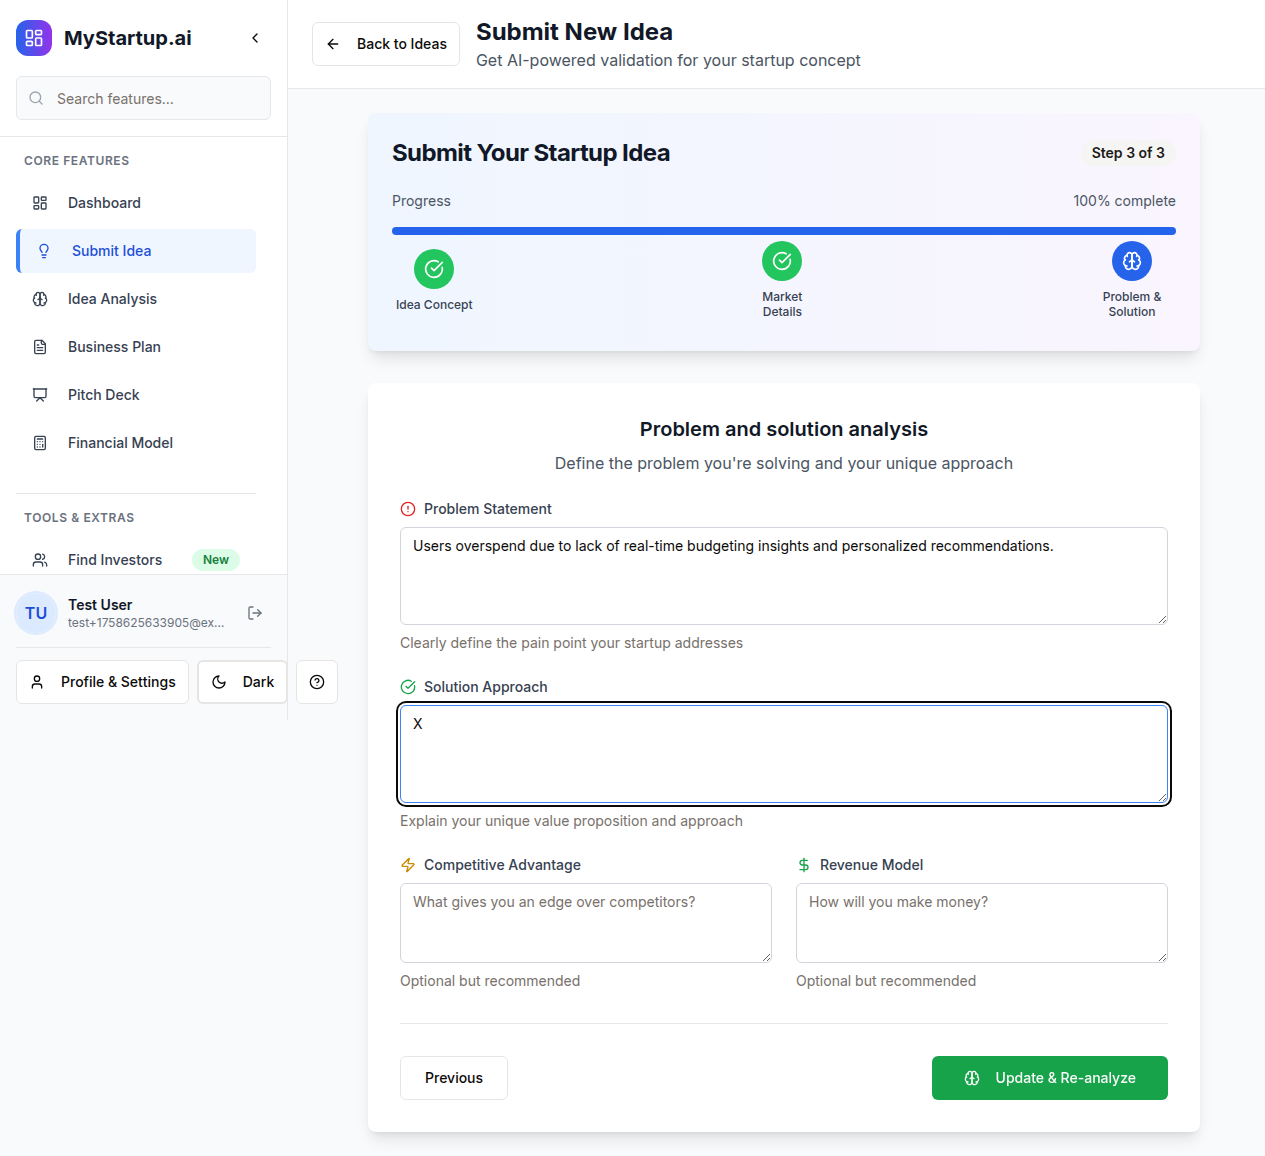 MyStartup.ai
Search features...
CORE FEATURES
Dashboard
Submit Idea
Idea Analysis
Business Plan
Pitch Deck
Financial Model
TOOLS & EXTRAS
Find Investors New
TU
Test User
test+1758625633905@ex...
Profile & Settings
Dark
Back to Ideas
Submit New Idea
Get AI-powered validation for your startup concept
Submit Your Startup Idea
Step 3 of 3
Progress
100% complete
Idea Concept
Market
Details
Problem &
Solution
Problem and solution analysis
Define the problem you're solving and your unique approach
Problem Statement
Users overspend due to lack of real-time budgeting insights and personalized recommendations.
Clearly define the pain point your startup addresses
Solution Approach
X
Explain your unique value proposition and approach
Competitive Advantage
What gives you an edge over competitors?
Optional but recommended
Revenue Model
How will you make money?
Optional but recommended
Previous
Update & Re-analyze